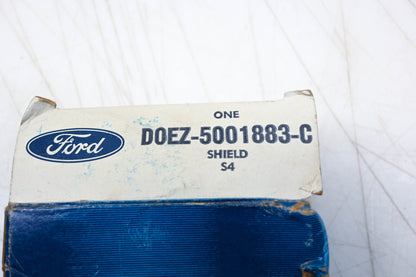 ONE
Ford
D0EZ-5001883-C
SHIELD
S4